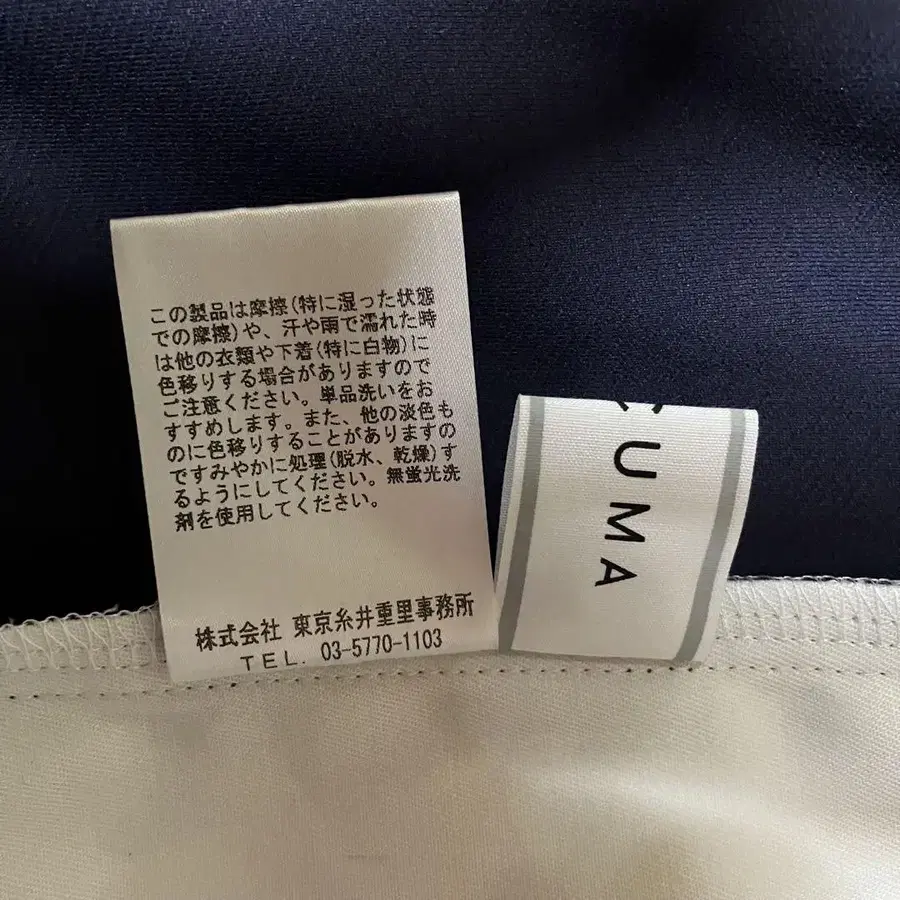 この製品は摩擦(特に湿った状態
での摩擦)や、汗や雨で濡れた時
は他の衣類や下着(特に白物)に
色移りする場合がありますので
ご注意ください。単品洗いをお
すすめします。また、他の淡色も
のに色移りすることがありますの
ですみやかに処理(脱水、乾燥)す
るようにしてください。無蛍光洗
剤を使用してください。
株式会社 東京糸井重里事務所
TEL. 03-5770-1103
UMA